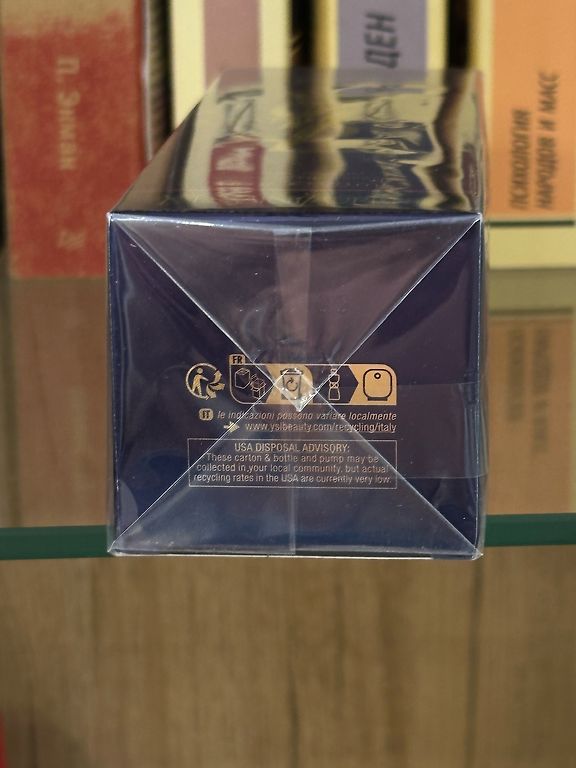 П. Эткин
ДЕН
ПСИХОЛОГИЯ
НАРОДОВ И МАСС
FR
IT le indicazioni possono variare localmente
www.yslbeauty.com/recycling/italy
USA DISPOSAL ADVISORY:
These carton & bottle and pump may be
collected in your local community, but actual
recycling rates in the USA are currently very low.